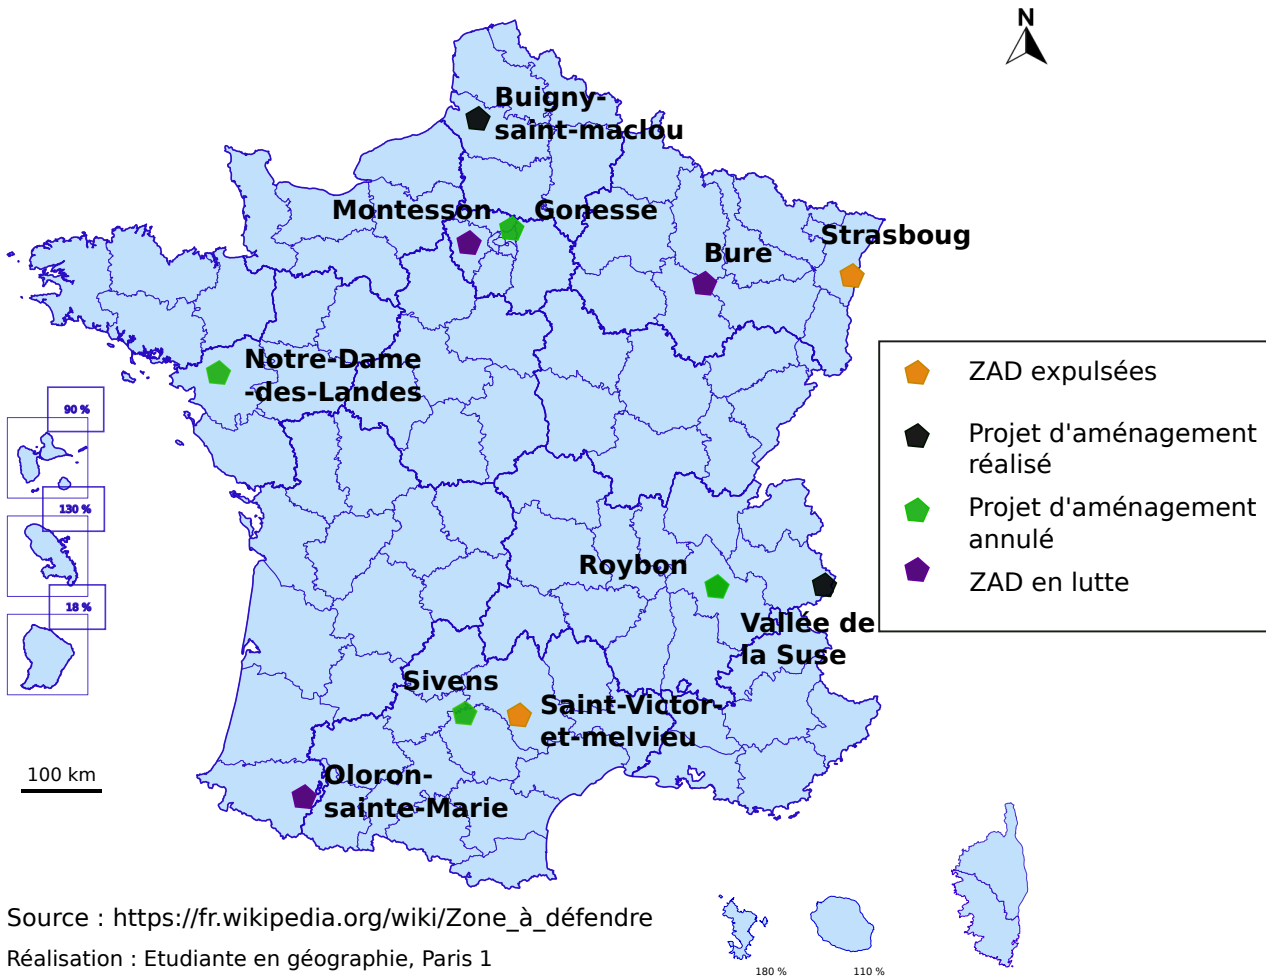 N
Buigny-
saint-maclou
Montesson
Gonesse
Strasboug
Bure
Notre-Dame
-des-Landes
ZAD expulsées
Projet d'aménagement
réalisé
Projet d'aménagement
annulé
ZAD en lutte
90 %
130 %
18 %
Roybon
Vallée de
la Suse
Sivens
Saint-Victor-
et-melvieu
Oloron-
sainte-Marie
100 km
Source : https://fr.wikipedia.org/wiki/Zone_à_défendre
Réalisation : Etudiante en géographie, Paris 1
180 %
110 %